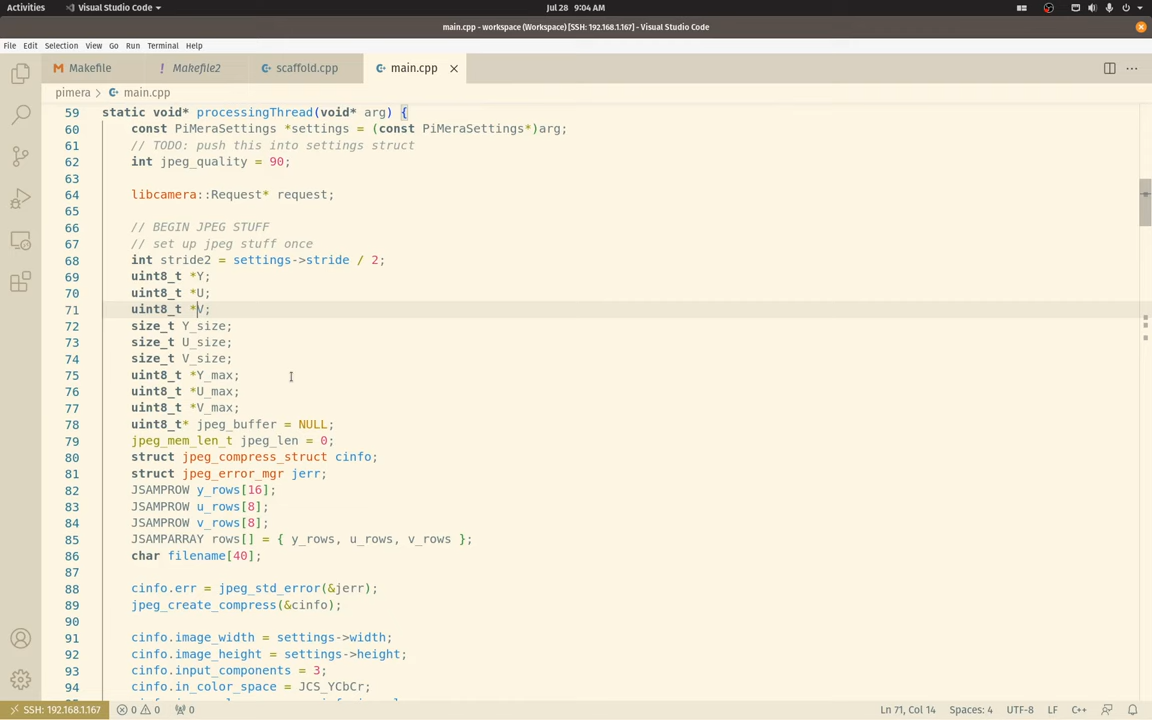 Activities Visual Studio Code Jul 28 9:04 AM
main.cpp - workspace (Workspace) [SSH: 192.168.1.167] - Visual Studio Code
File Edit Selection View Go Run Terminal Help
Makefile Makefile2 scaffold.cpp main.cpp
pimera > main.cpp
59 static void* processingThread(void* arg) {
60 const PiMeraSettings *settings = (const PiMeraSettings*)arg;
61 // TODO: push this into settings struct
62 int jpeg_quality = 90;
63
64 libcamera::Request* request;
65
66 // BEGIN JPEG STUFF
67 // set up jpeg stuff once
68 int stride2 = settings->stride / 2;
69 uint8_t *Y;
70 uint8_t *U;
71 uint8_t *V;
72 size_t Y_size;
73 size_t U_size;
74 size_t V_size;
75 uint8_t *Y_max;
76 uint8_t *U_max;
77 uint8_t *V_max;
78 uint8_t* jpeg_buffer = NULL;
79 jpeg_mem_len_t jpeg_len = 0;
80 struct jpeg_compress_struct cinfo;
81 struct jpeg_error_mgr jerr;
82 JSAMPROW y_rows[16];
83 JSAMPROW u_rows[8];
84 JSAMPROW v_rows[8];
85 JSAMPARRAY rows[] = { y_rows, u_rows, v_rows };
86 char filename[40];
87
88 cinfo.err = jpeg_std_error(&jerr);
89 jpeg_create_compress(&cinfo);
90
91 cinfo.image_width = settings->width;
92 cinfo.image_height = settings->height;
93 cinfo.input_components = 3;
94 cinfo.in_color_space = JCS_YCbCr;
SSH: 192.168.1.167 0 0 0 Ln 71, Col 14 Spaces: 4 UTF-8 LF C++